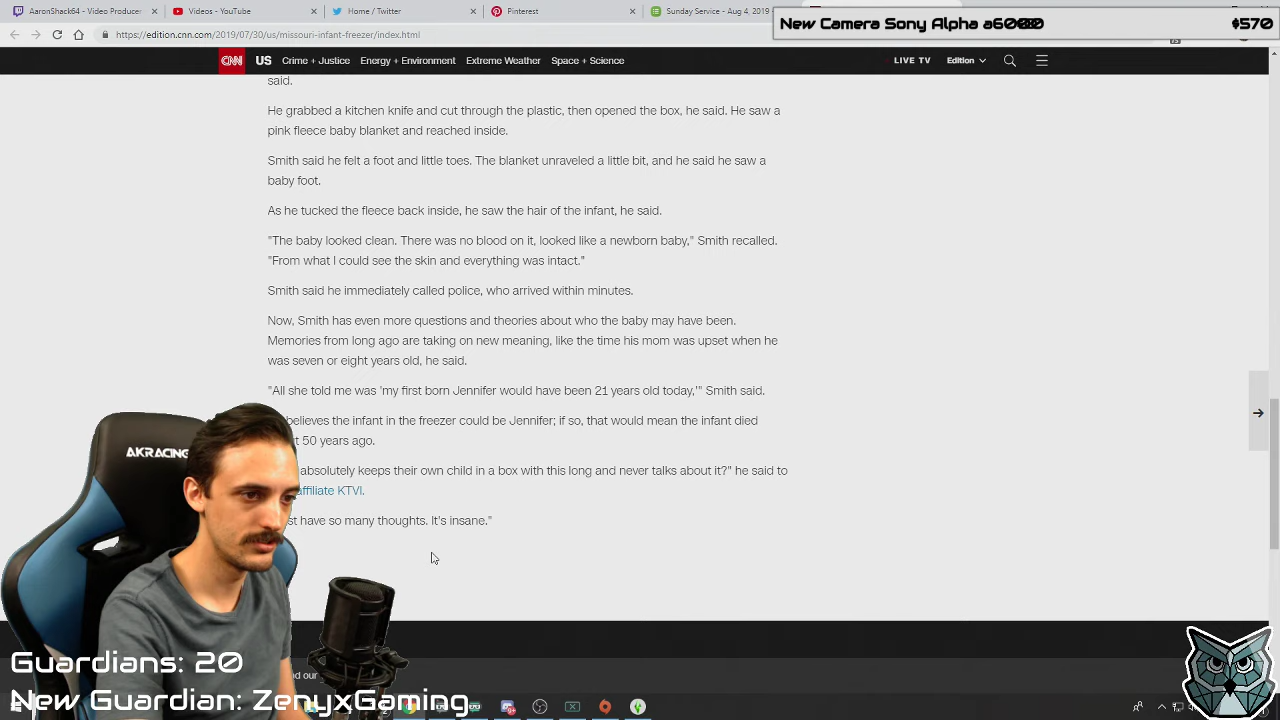 AaronShack64 - Video Produce
Videos - YouTube
Home / Twitter
Pinterest
Sunday Service - Aug 4, 2019
New Camera Sony Alpha
$570
https://edition.cnn.com/2019/07/30/
souri-infant-freezer/index.html
CNN US Crime + Justice Energy + Environment Extreme Weather Space + Science LIVE TV Edition
said.
He grabbed a kitchen knife and cut through the plastic, then opened the box, he said. He saw a
pink fleece baby blanket and reached inside.
Smith said he felt a foot and little toes. The blanket unraveled a little bit, and he said he saw a
baby foot.
As he tucked the fleece back inside, he saw the hair of the infant, he said.
"The baby looked clean. There was no blood on it, looked like a newborn baby," Smith recalled.
"From what I could see the skin and everything was intact."
Smith said he immediately called police, who arrived within minutes.
Now, Smith has even more questions and theories about who the baby may have been.
Memories from long ago are taking on new meaning, like the time his mom was upset when he
was seven or eight years old, he said.
"All she told me was 'my first born Jennifer would have been 21 years old today,'" Smith said.
believes the infant in the freezer could be Jennifer; if so, that would mean the infant died
t 50 years ago.
absolutely keeps their own child in a box with this long and never talks about it?" he said to
affiliate KTVI.
st have so many thoughts. It's insane."
AKRACING
nd our
Guardians: 20
New Guardian: ZenyxGaming